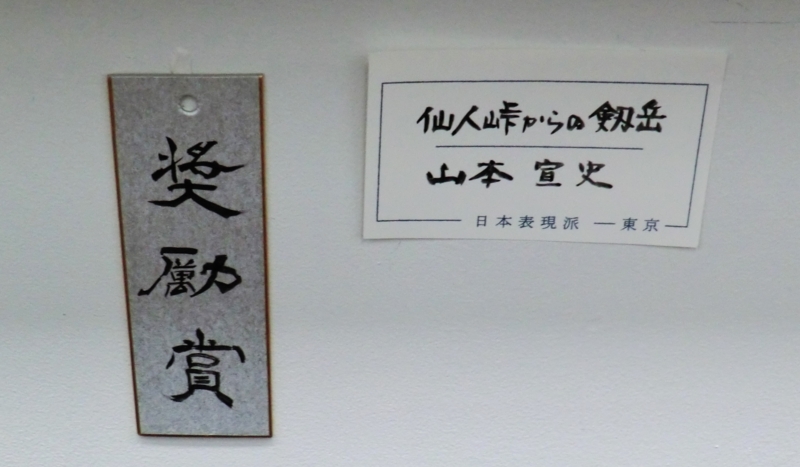 奨励賞
仙人峠からの剱岳
山本宣史
日本表現派 ― 東京